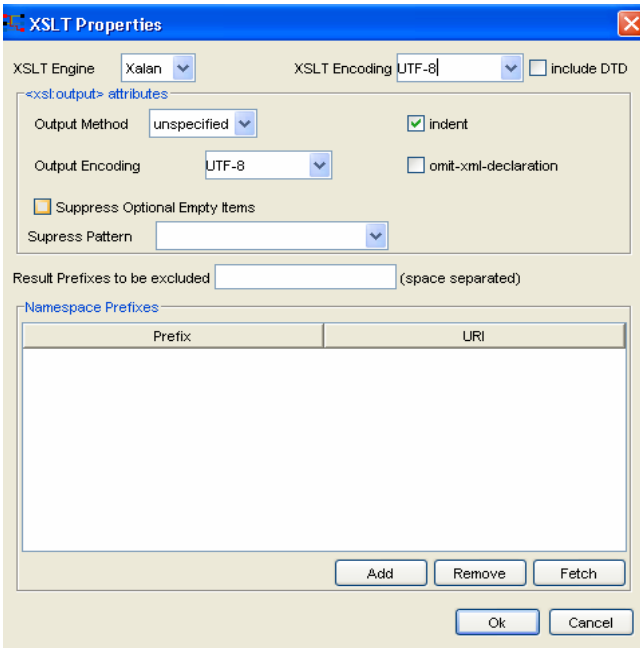 XSLT Properties
XSLT Engine Xalan XSLT Encoding UTF-8 include DTD
<xsl:output> attributes
Output Method unspecified indent
Output Encoding UTF-8 omit-xml-declaration
Suppress Optional Empty Items
Supress Pattern
Result Prefixes to be excluded (space separated)
Namespace Prefixes
Prefix URI
Add Remove Fetch
Ok Cancel